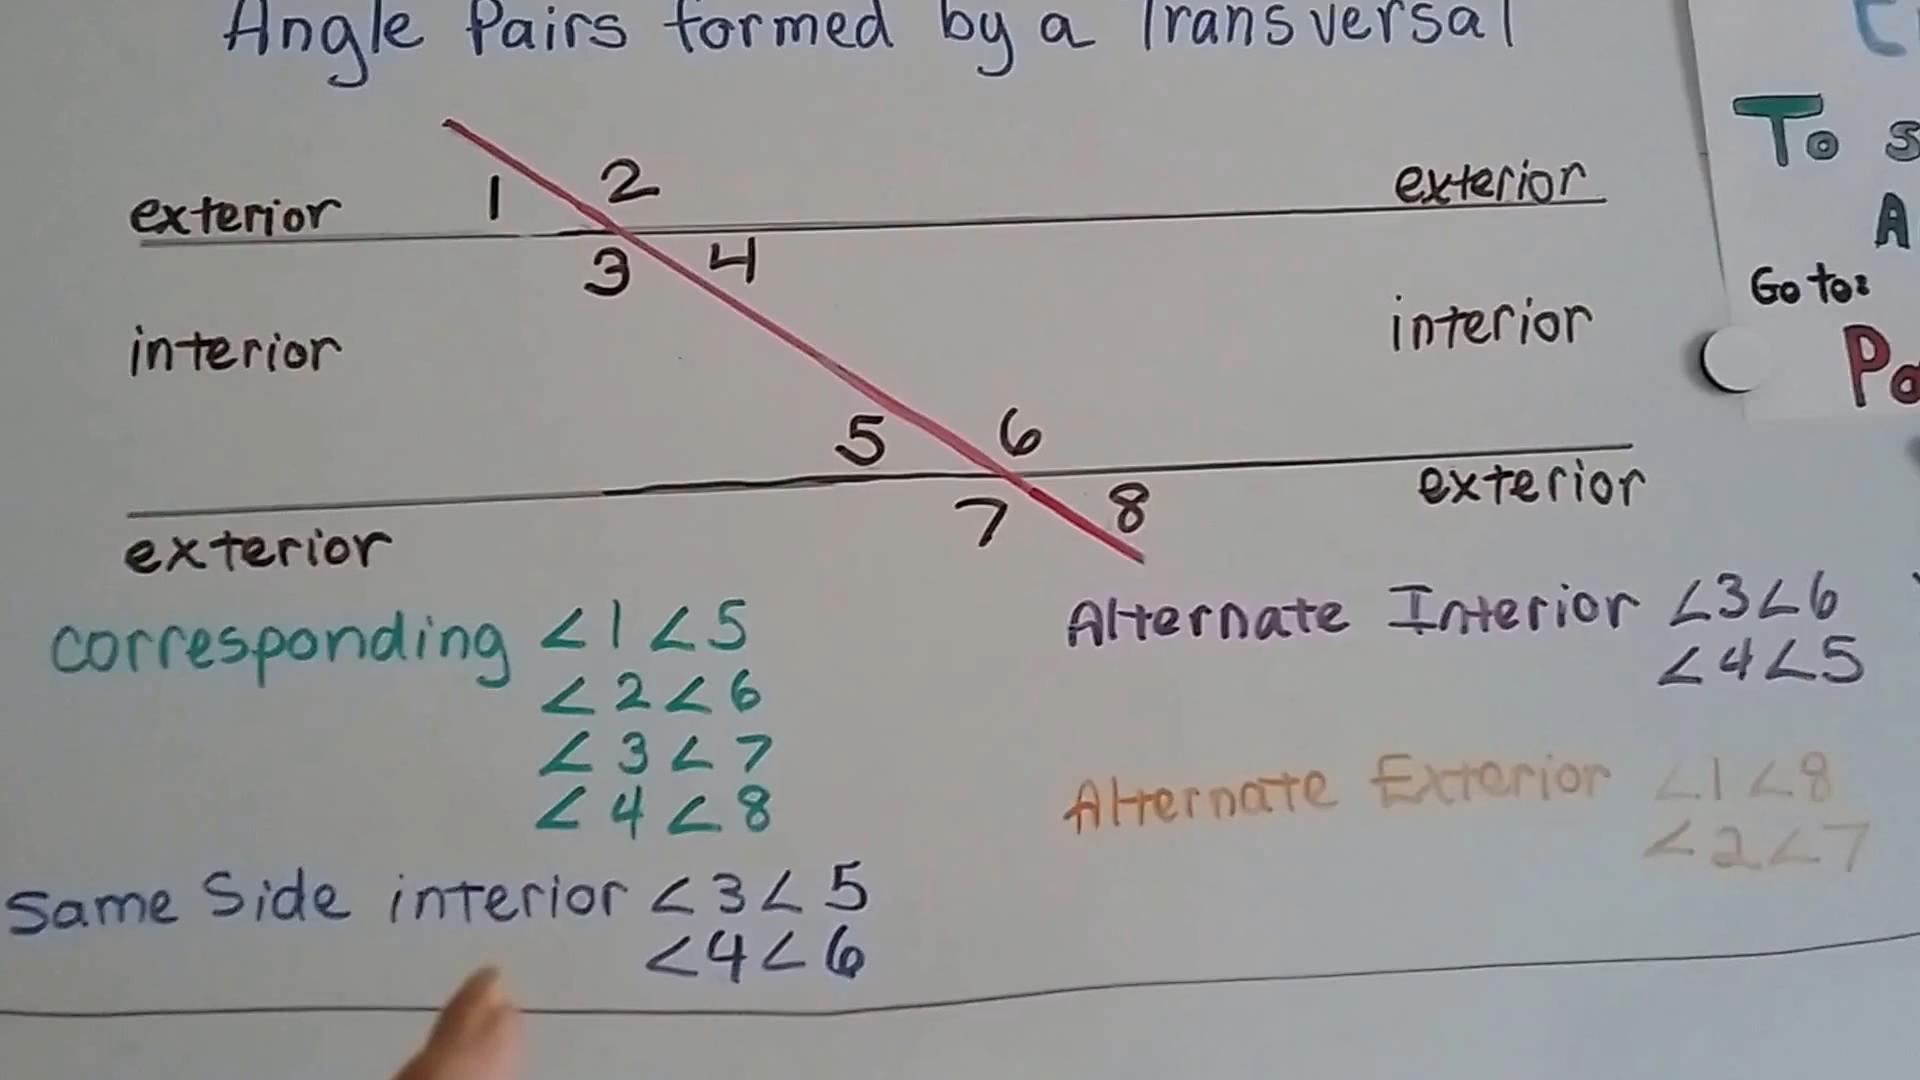 Angle Pairs formed by a Transversal
1 2
exterior exterior
3 4
interior interior
5 6
7 8
exterior exterior
corresponding ∠1 ∠5
∠2 ∠6
∠3 ∠7
∠4 ∠8
Same Side interior ∠3 ∠5
∠4 ∠6
Alternate Interior ∠3 ∠6
∠4 ∠5
Alternate Exterior ∠1 ∠8
∠2 ∠7
To
A
Go to: